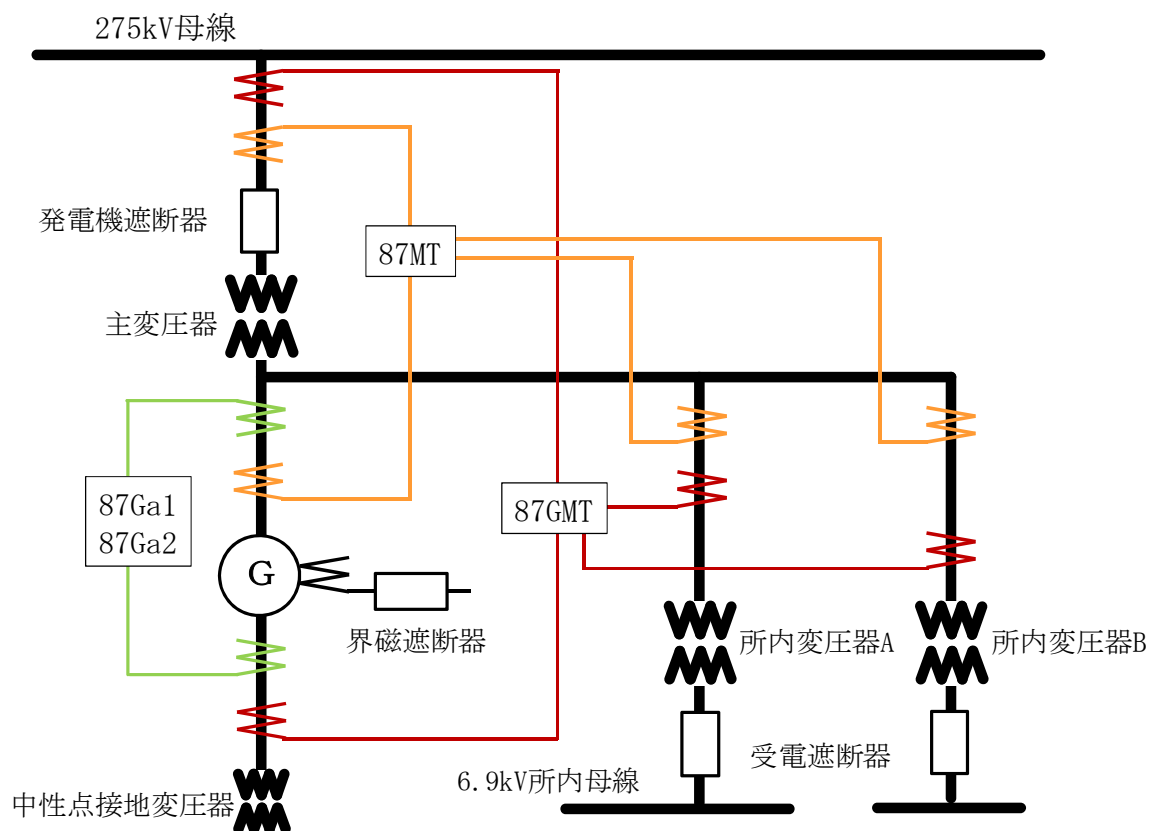 275kV母線
発電機遮断器
87MT
主変圧器
87Ga1
87Ga2
87GMT
G
界磁遮断器
所内変圧器A
所内変圧器B
受電遮断器
6.9kV所内母線
中性点接地変圧器